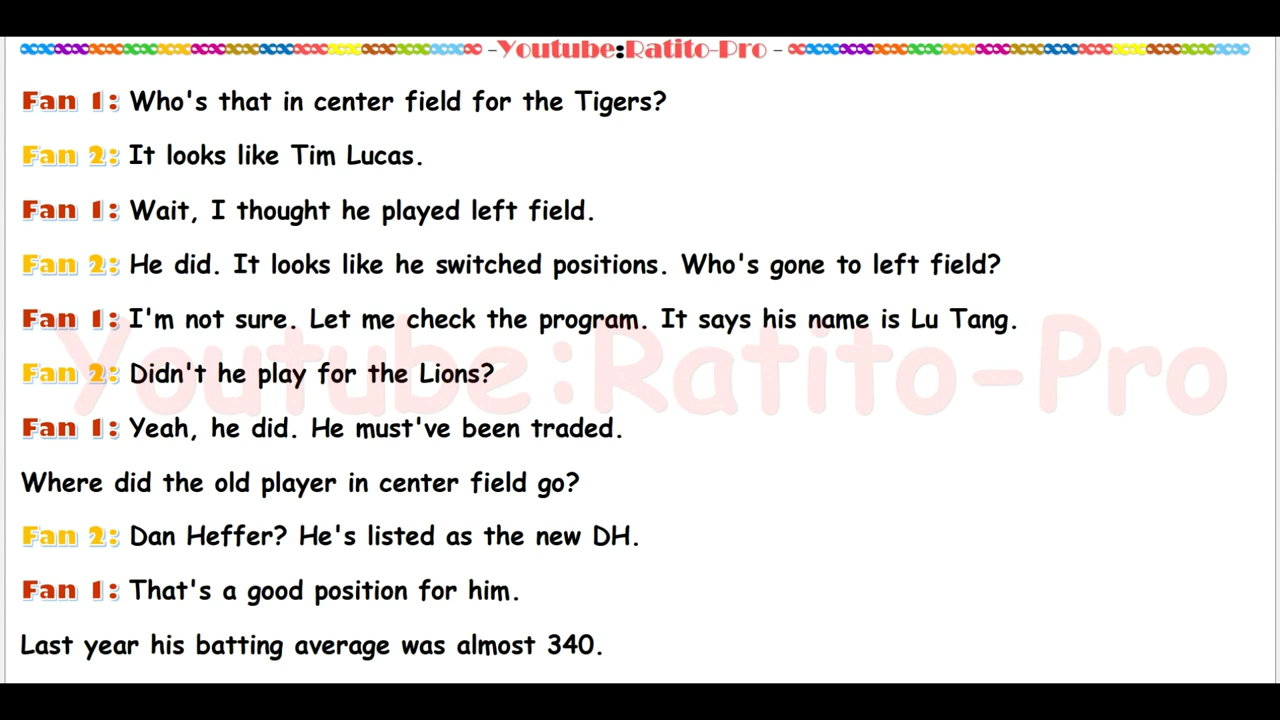 -Youtube:Ratito-Pro -
Fan 1: Who's that in center field for the Tigers?
Fan 2: It looks like Tim Lucas.
Fan 1: Wait, I thought he played left field.
Fan 2: He did. It looks like he switched positions. Who's gone to left field?
Fan 1: I'm not sure. Let me check the program. It says his name is Lu Tang.
Youtube:Ratito-Pro
Fan 2: Didn't he play for the Lions?
Fan 1: Yeah, he did. He must've been traded.
Where did the old player in center field go?
Fan 2: Dan Heffer? He's listed as the new DH.
Fan 1: That's a good position for him.
Last year his batting average was almost 340.